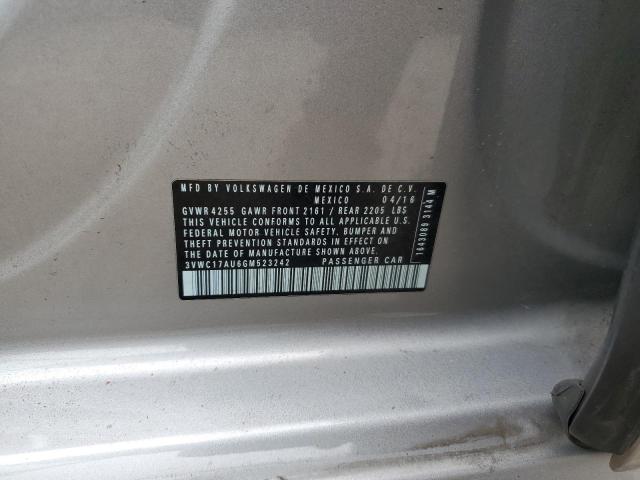 MFD BY VOLKSWAGEN DE MEXICO S.A. DE C.V.
MEXICO 04/16
GVWR 4255 GAWR FRONT 2161 / REAR 2205 LBS
THIS VEHICLE CONFORMS TO ALL APPLICABLE U.S.
FEDERAL MOTOR VEHICLE SAFETY, BUMPER AND
THEFT PREVENTION STANDARDS IN EFFECT ON
THE DATE OF MANUFACTURE SHOWN ABOVE.
3VWC17AU6GM523242 PASSENGER CAR
1443089 3144 M